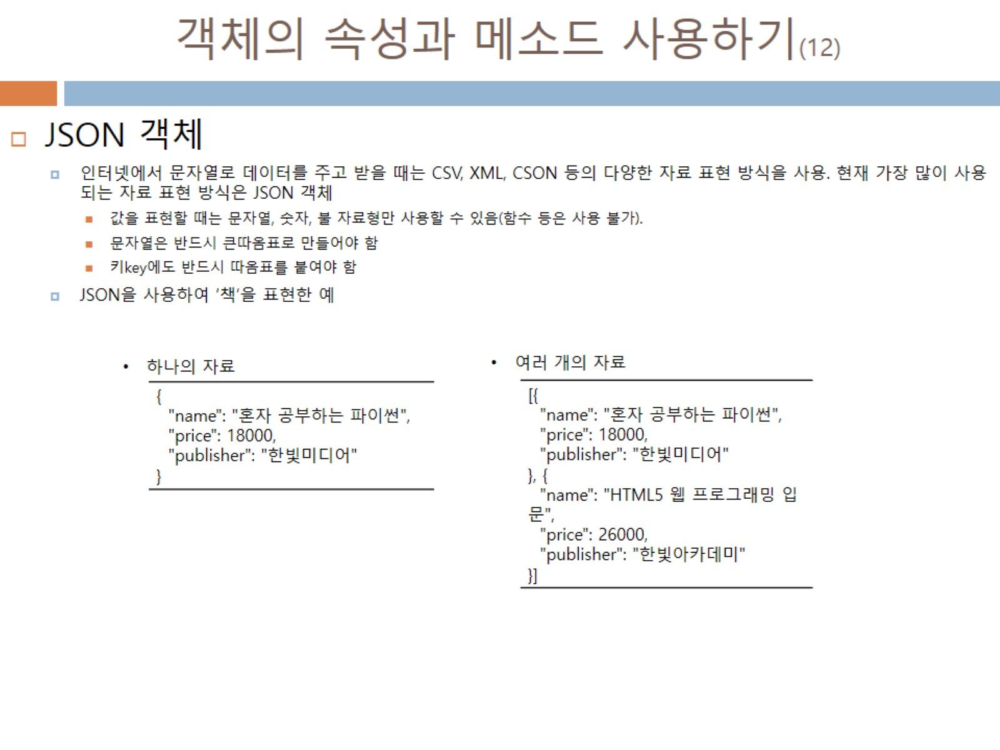 객체의 속성과 메소드 사용하기(12)
JSON 객체
인터넷에서 문자열로 데이터를 주고 받을 때는 CSV, XML, CSON 등의 다양한 자료 표현 방식을 사용. 현재 가장 많이 사용
되는 자료 표현 방식은 JSON 객체
값을 표현할 때는 문자열, 숫자, 불 자료형만 사용할 수 있음(함수 등은 사용 불가).
문자열은 반드시 큰따옴표로 만들어야 함
키key에도 반드시 따옴표를 붙여야 함
JSON을 사용하여 '책'을 표현한 예
• 하나의 자료
{
"name": "혼자 공부하는 파이썬",
"price": 18000,
"publisher": "한빛미디어"
}
• 여러 개의 자료
[{
"name": "혼자 공부하는 파이썬",
"price": 18000,
"publisher": "한빛미디어"
}, {
"name": "HTML5 웹 프로그래밍 입
문",
"price": 26000,
"publisher": "한빛아카데미"
}]